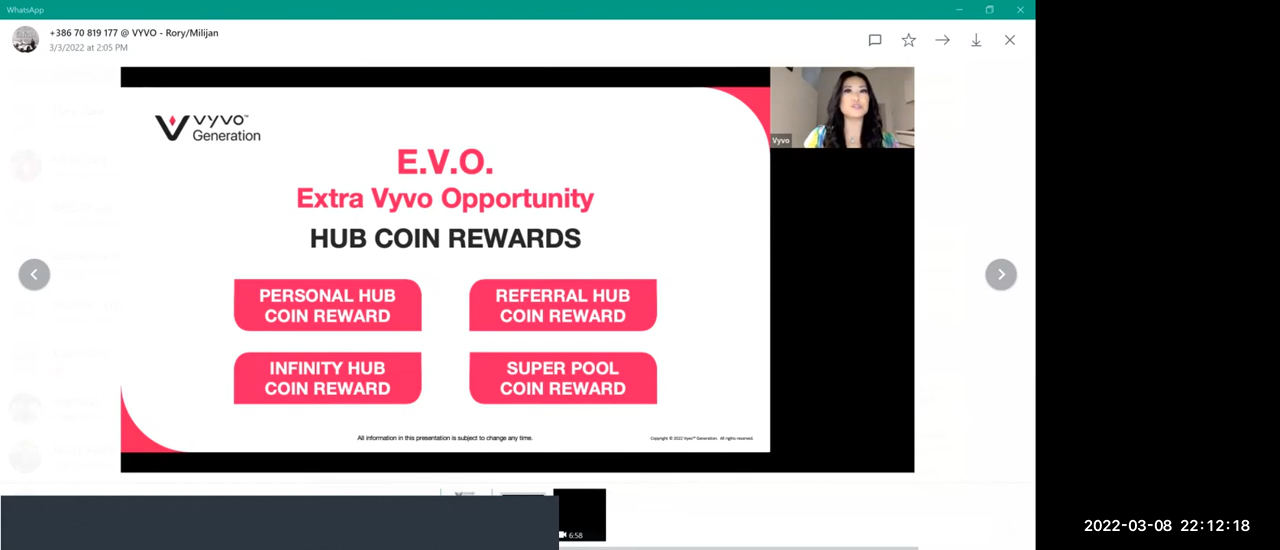 WhatsApp
+386 70 819 177 @ VYVO - Rory/Milijan
3/3/2022 at 2:05 PM
vyvo™
Generation
Vyvo
E.V.O.
Extra Vyvo Opportunity
HUB COIN REWARDS
PERSONAL HUB
COIN REWARD
REFERRAL HUB
COIN REWARD
INFINITY HUB
COIN REWARD
SUPER POOL
COIN REWARD
All information in this presentation is subject to change any time.
Copyright © 2022 Vyvo™ Generation. All rights reserved.
6:58
2022-03-08 22:12:18